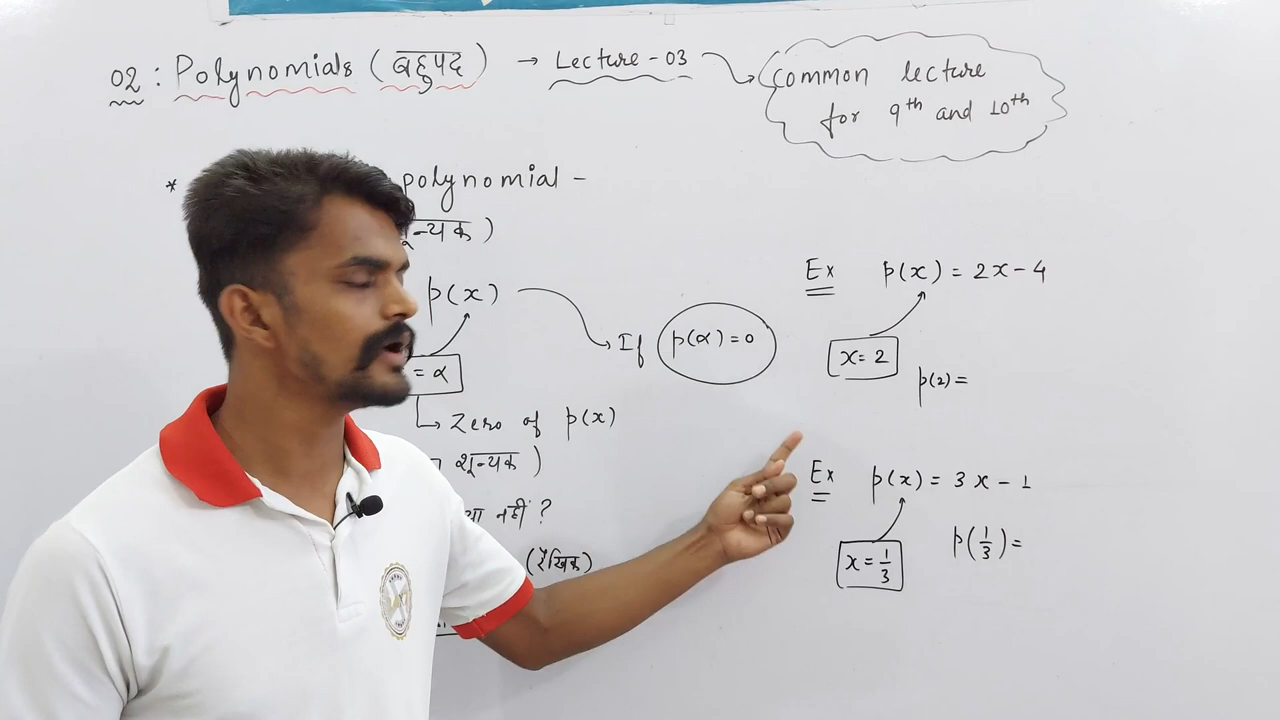 02 : Polynomials (बहुपद) → Lecture - 03
common lecture
for 9th and 10th
* polynomial -
शून्यक )
p(x)
If p(α) = 0
= α
Zero of p(x)
शून्यक )
या नहीं ?
(रैखिक)
Ex p(x) = 2x - 4
x = 2
p(2) =
Ex p(x) = 3x - 1
x = 1/3
p(1/3) =